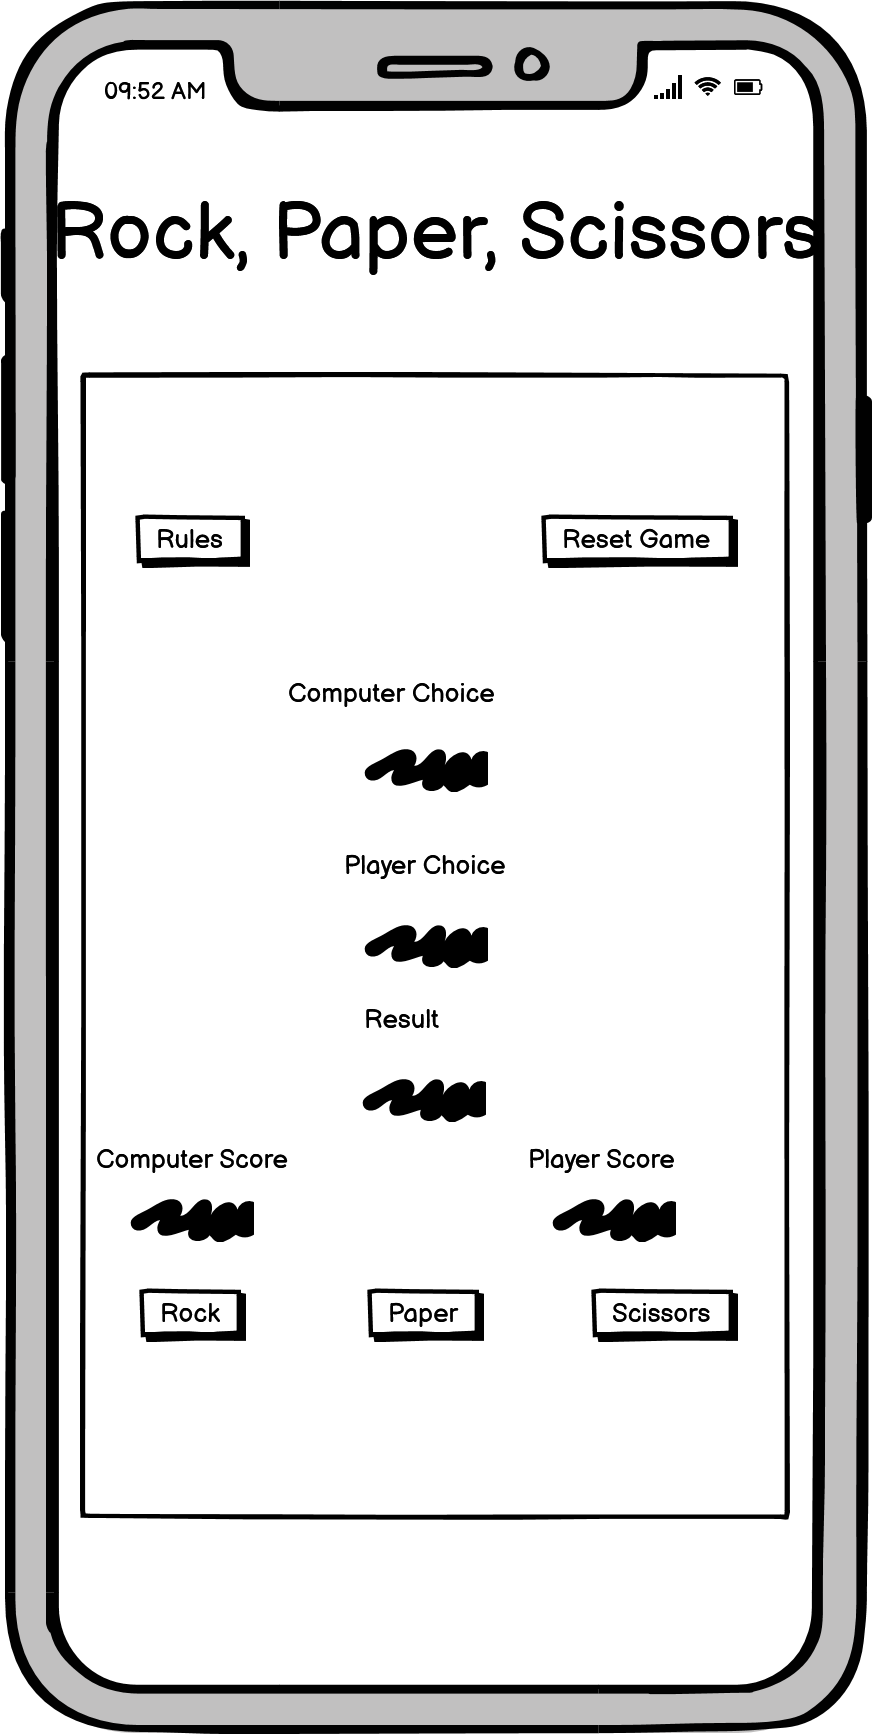 09:52 AM
Rock, Paper, Scissors
Rules
Reset Game
Computer Choice
Player Choice
Result
Computer Score
Player Score
Rock
Paper
Scissors